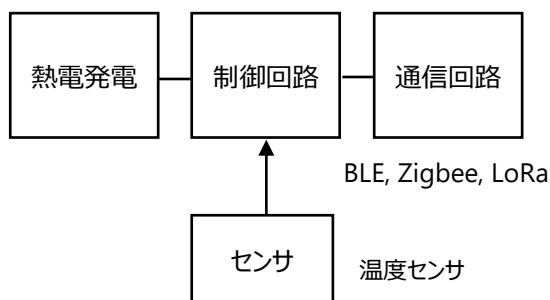 熱電発電
制御回路
通信回路
BLE, Zigbee, LoRa
センサ
温度センサ